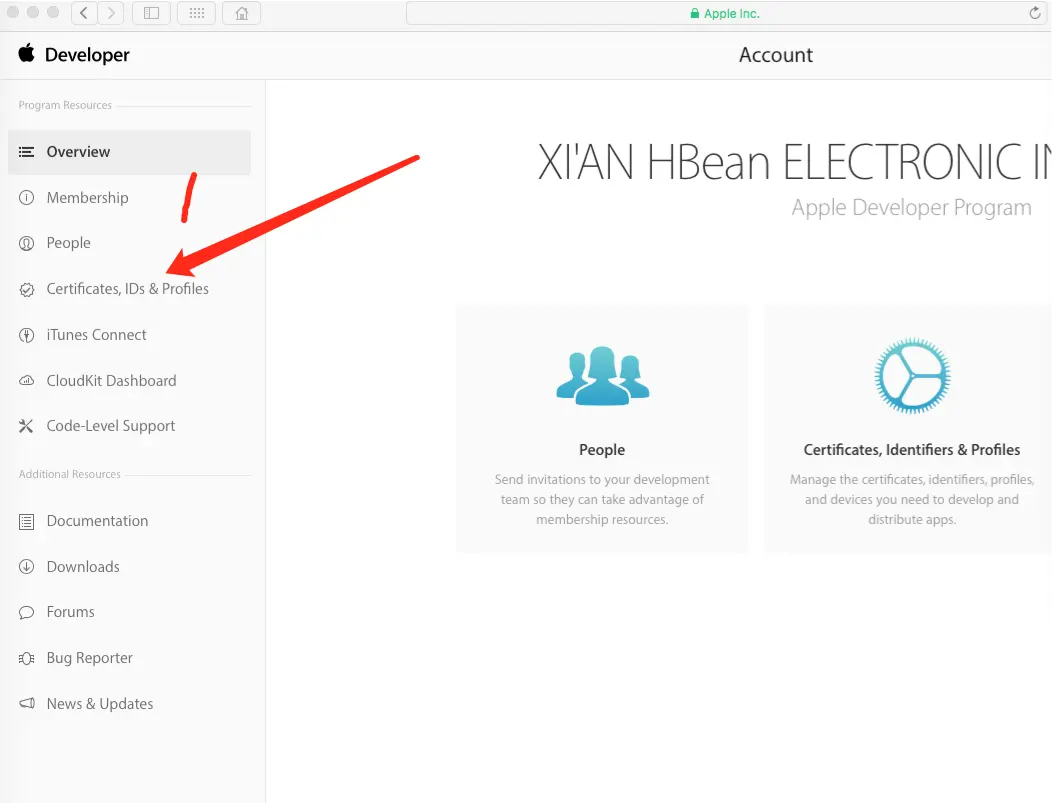 Apple Inc.
Developer
Account
Program Resources
Overview
Membership
People
Certificates, IDs & Profiles
iTunes Connect
CloudKit Dashboard
Code-Level Support
Additional Resources
Documentation
Downloads
Forums
Bug Reporter
News & Updates
XI'AN HBean ELECTRONIC IN
Apple Developer Program
People
Send invitations to your development
team so they can take advantage of
membership resources.
Certificates, Identifiers & Profiles
Manage the certificates, identifiers, profiles,
and devices you need to develop and
distribute apps.